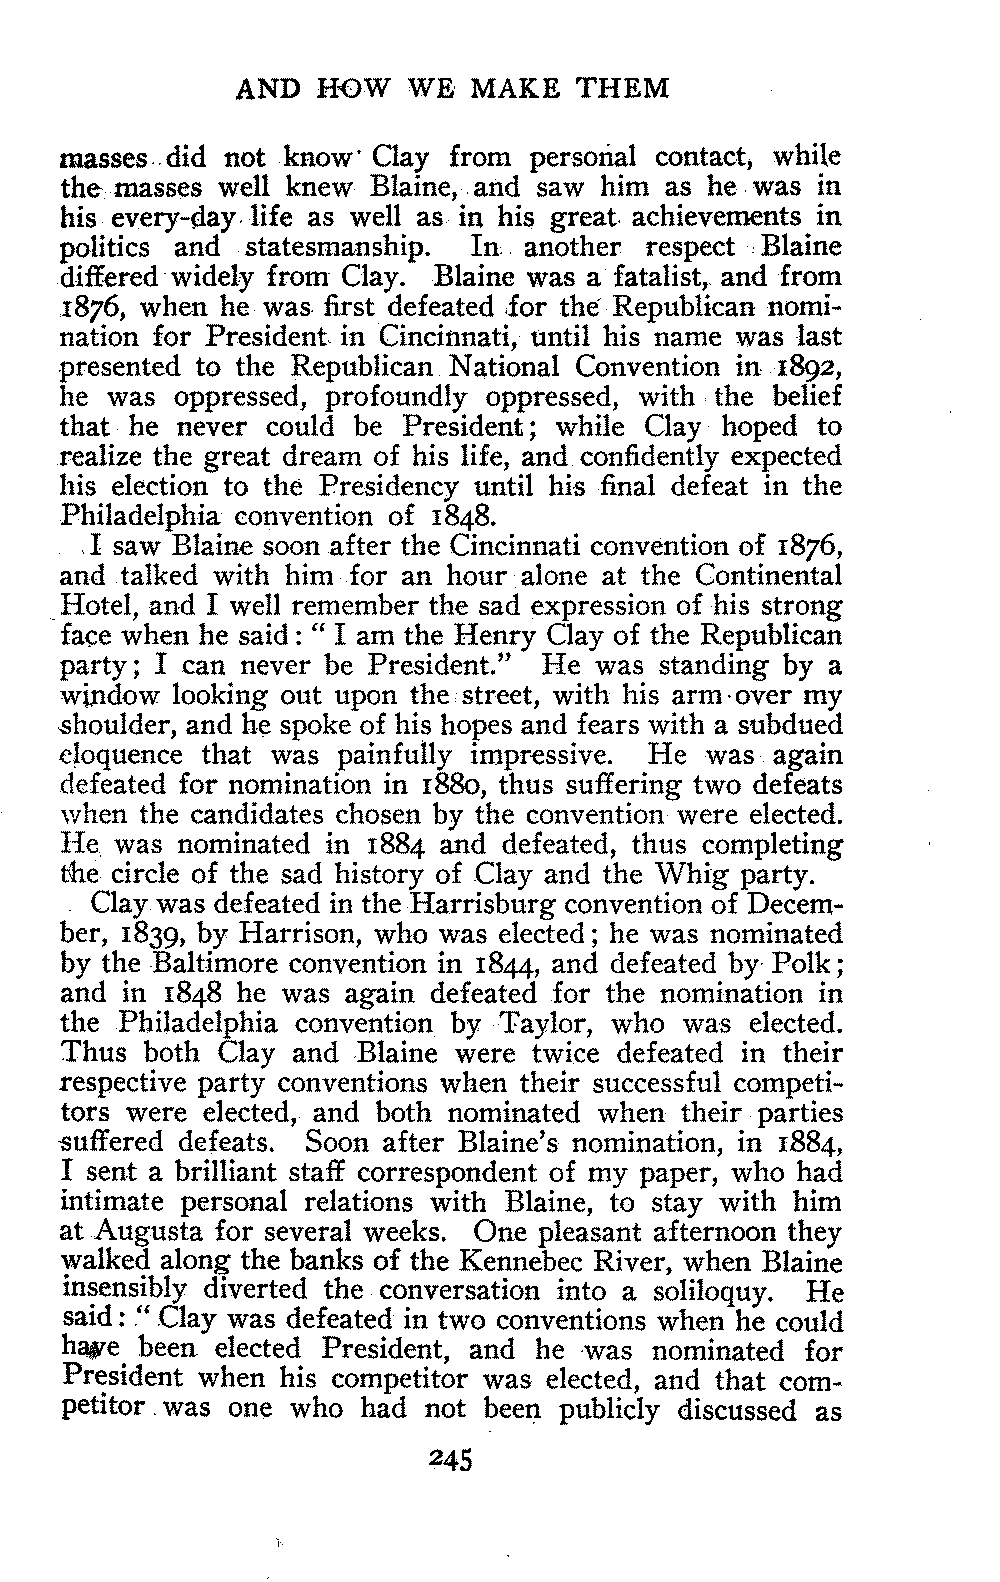 AND HOW WE MAKE THEM
masses did not know Clay from personal contact, while
the masses well knew Blaine, and saw him as he was in
his every-day life as well as in his great achievements in
politics and statesmanship. In another respect Blaine
differed widely from Clay. Blaine was a fatalist, and from
1876, when he was first defeated for the Republican nomi-
nation for President in Cincinnati, until his name was last
presented to the Republican National Convention in 1892,
he was oppressed, profoundly oppressed, with the belief
that he never could be President; while Clay hoped to
realize the great dream of his life, and confidently expected
his election to the Presidency until his final defeat in the
Philadelphia convention of 1848.
I saw Blaine soon after the Cincinnati convention of 1876,
and talked with him for an hour alone at the Continental
Hotel, and I well remember the sad expression of his strong
face when he said: " I am the Henry Clay of the Republican
party; I can never be President." He was standing by a
window looking out upon the street, with his arm over my
shoulder, and he spoke of his hopes and fears with a subdued
eloquence that was painfully impressive. He was again
defeated for nomination in 1880, thus suffering two defeats
when the candidates chosen by the convention were elected.
He was nominated in 1884 and defeated, thus completing
the circle of the sad history of Clay and the Whig party.
Clay was defeated in the Harrisburg convention of Decem-
ber, 1839, by Harrison, who was elected; he was nominated
by the Baltimore convention in 1844, and defeated by Polk;
and in 1848 he was again defeated for the nomination in
the Philadelphia convention by Taylor, who was elected.
Thus both Clay and Blaine were twice defeated in their
respective party conventions when their successful competi-
tors were elected, and both nominated when their parties
suffered defeats. Soon after Blaine's nomination, in 1884,
I sent a brilliant staff correspondent of my paper, who had
intimate personal relations with Blaine, to stay with him
at Augusta for several weeks. One pleasant afternoon they
walked along the banks of the Kennebec River, when Blaine
insensibly diverted the conversation into a soliloquy. He
said: " Clay was defeated in two conventions when he could
have been elected President, and he was nominated for
President when his competitor was elected, and that com-
petitor was one who had not been publicly discussed as
245